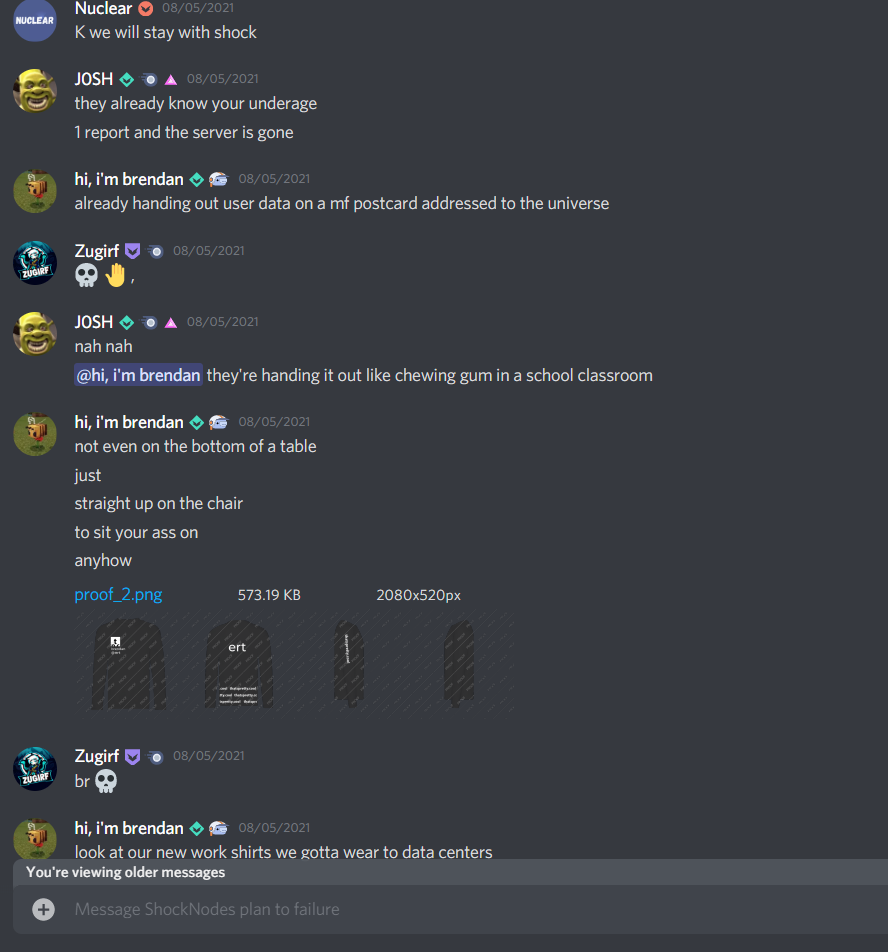 NUCLEAR
Nuclear 08/05/2021
K we will stay with shock
J0SH 08/05/2021
they already know your underage
1 report and the server is gone
hi, i'm brendan 08/05/2021
already handing out user data on a mf postcard addressed to the universe
Zugirf 08/05/2021
💀 🤚 ,
ZUGIRF
J0SH 08/05/2021
nah nah
@hi, i'm brendan they're handing it out like chewing gum in a school classroom
hi, i'm brendan 08/05/2021
not even on the bottom of a table
just
straight up on the chair
to sit your ass on
anyhow
proof_2.png 573.19 KB 2080x520px
ert
Zugirf 08/05/2021
br 💀
ZUGIRF
hi, i'm brendan 08/05/2021
look at our new work shirts we gotta wear to data centers
You're viewing older messages
Message ShockNodes plan to failure